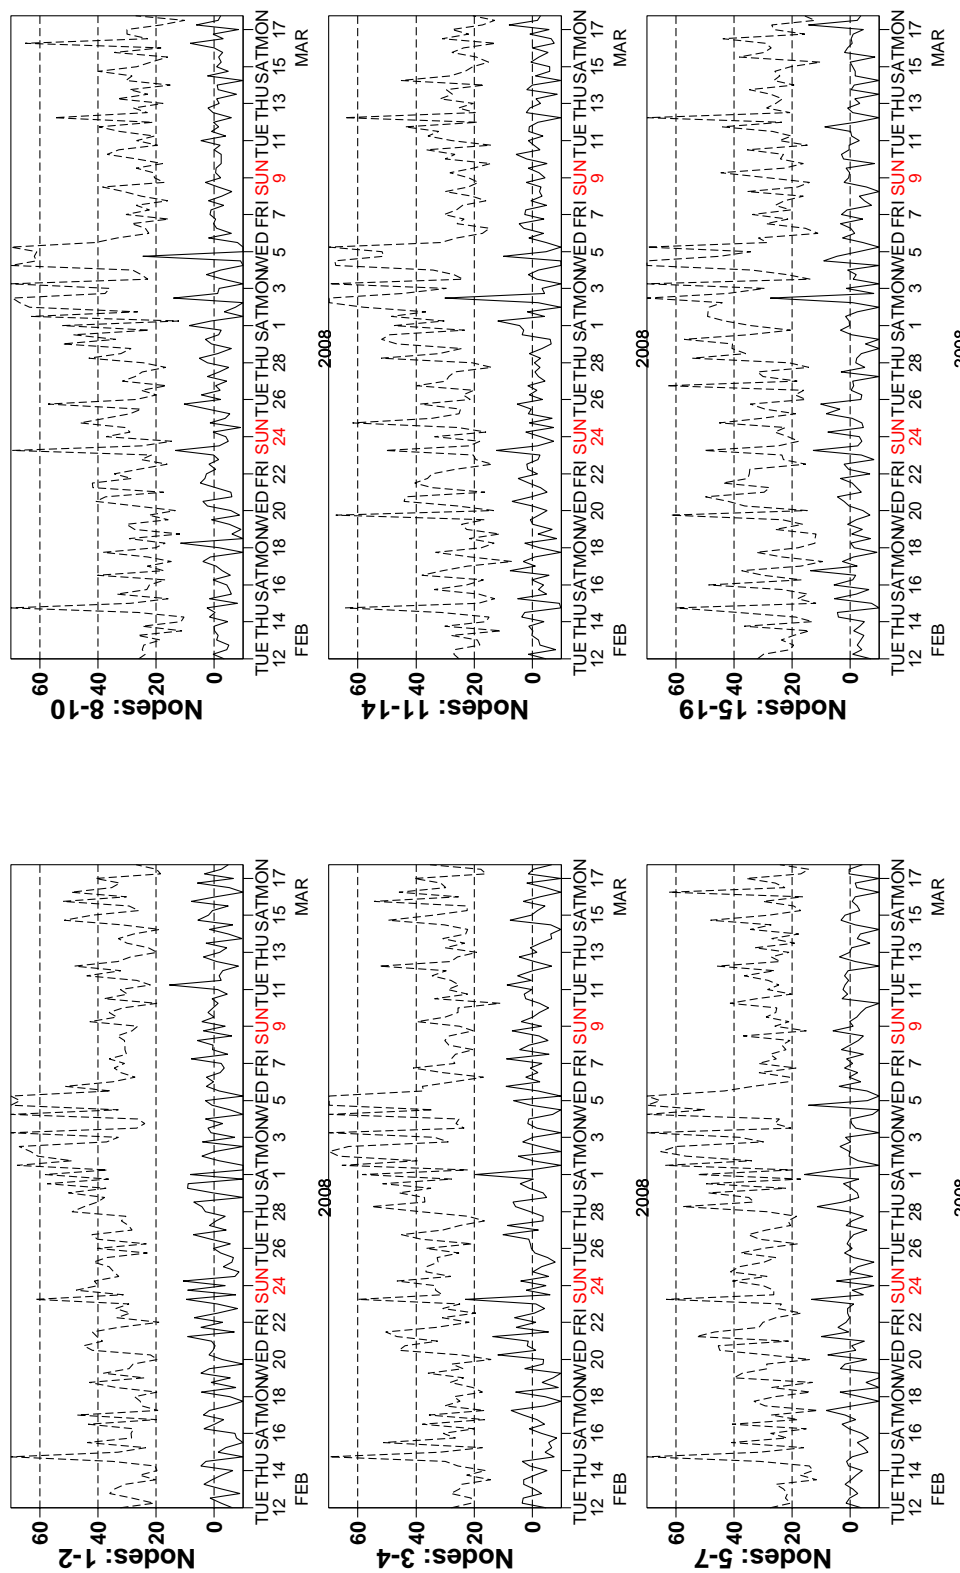 Nodes: 1-2
60
40
20
0
TUE THU SAT MON WED FRI SUN TUE THU SAT MON WED FRI SUN TUE THU SAT MON
12 14 16 18 20 22 24 26 28 1 3 5 7 9 11 13 15 17
FEB MAR
2008
Nodes: 8-10
60
40
20
0
TUE THU SAT MON WED FRI SUN TUE THU SAT MON WED FRI SUN TUE THU SAT MON
12 14 16 18 20 22 24 26 28 1 3 5 7 9 11 13 15 17
FEB MAR
2008
Nodes: 3-4
60
40
20
0
TUE THU SAT MON WED FRI SUN TUE THU SAT MON WED FRI SUN TUE THU SAT MON
12 14 16 18 20 22 24 26 28 1 3 5 7 9 11 13 15 17
FEB MAR
2008
Nodes: 11-14
60
40
20
0
TUE THU SAT MON WED FRI SUN TUE THU SAT MON WED FRI SUN TUE THU SAT MON
12 14 16 18 20 22 24 26 28 1 3 5 7 9 11 13 15 17
FEB MAR
2008
Nodes: 5-7
60
40
20
0
TUE THU SAT MON WED FRI SUN TUE THU SAT MON WED FRI SUN TUE THU SAT MON
12 14 16 18 20 22 24 26 28 1 3 5 7 9 11 13 15 17
FEB MAR
2008
Nodes: 15-19
60
40
20
0
TUE THU SAT MON WED FRI SUN TUE THU SAT MON WED FRI SUN TUE THU SAT MON
12 14 16 18 20 22 24 26 28 1 3 5 7 9 11 13 15 17
FEB MAR
2008